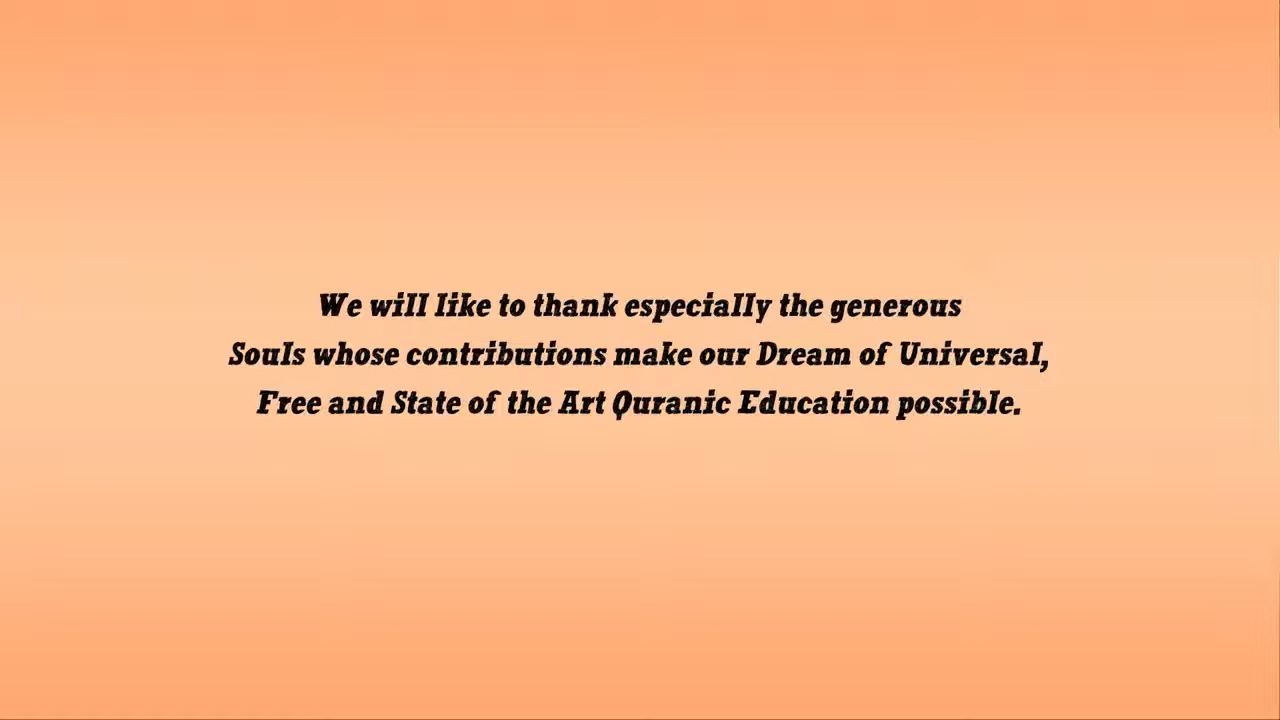 We will like to thank especially the generous
Souls whose contributions make our Dream of Universal,
Free and State of the Art Quranic Education possible.